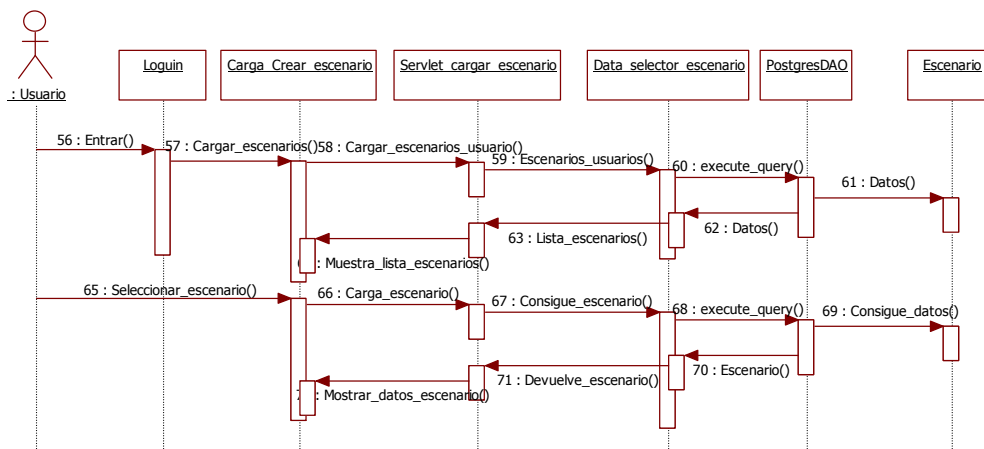 : Usuario
Loguin
Carga_Crear_escenario
Servlet_cargar_escenario
Data_selector_escenario
PostgresDAO
Escenario
56 : Entrar()
57 : Cargar_escenarios()
58 : Cargar_escenarios_usuario()
59 : Escenarios_usuarios()
60 : execute_query()
61 : Datos()
62 : Datos()
63 : Lista_escenarios()
: Muestra_lista_escenarios()
65 : Seleccionar_escenario()
66 : Carga_escenario()
67 : Consigue_escenario()
68 : execute_query()
69 : Consigue_datos()
70 : Escenario()
71 : Devuelve_escenario()
: Mostrar_datos_escenario()